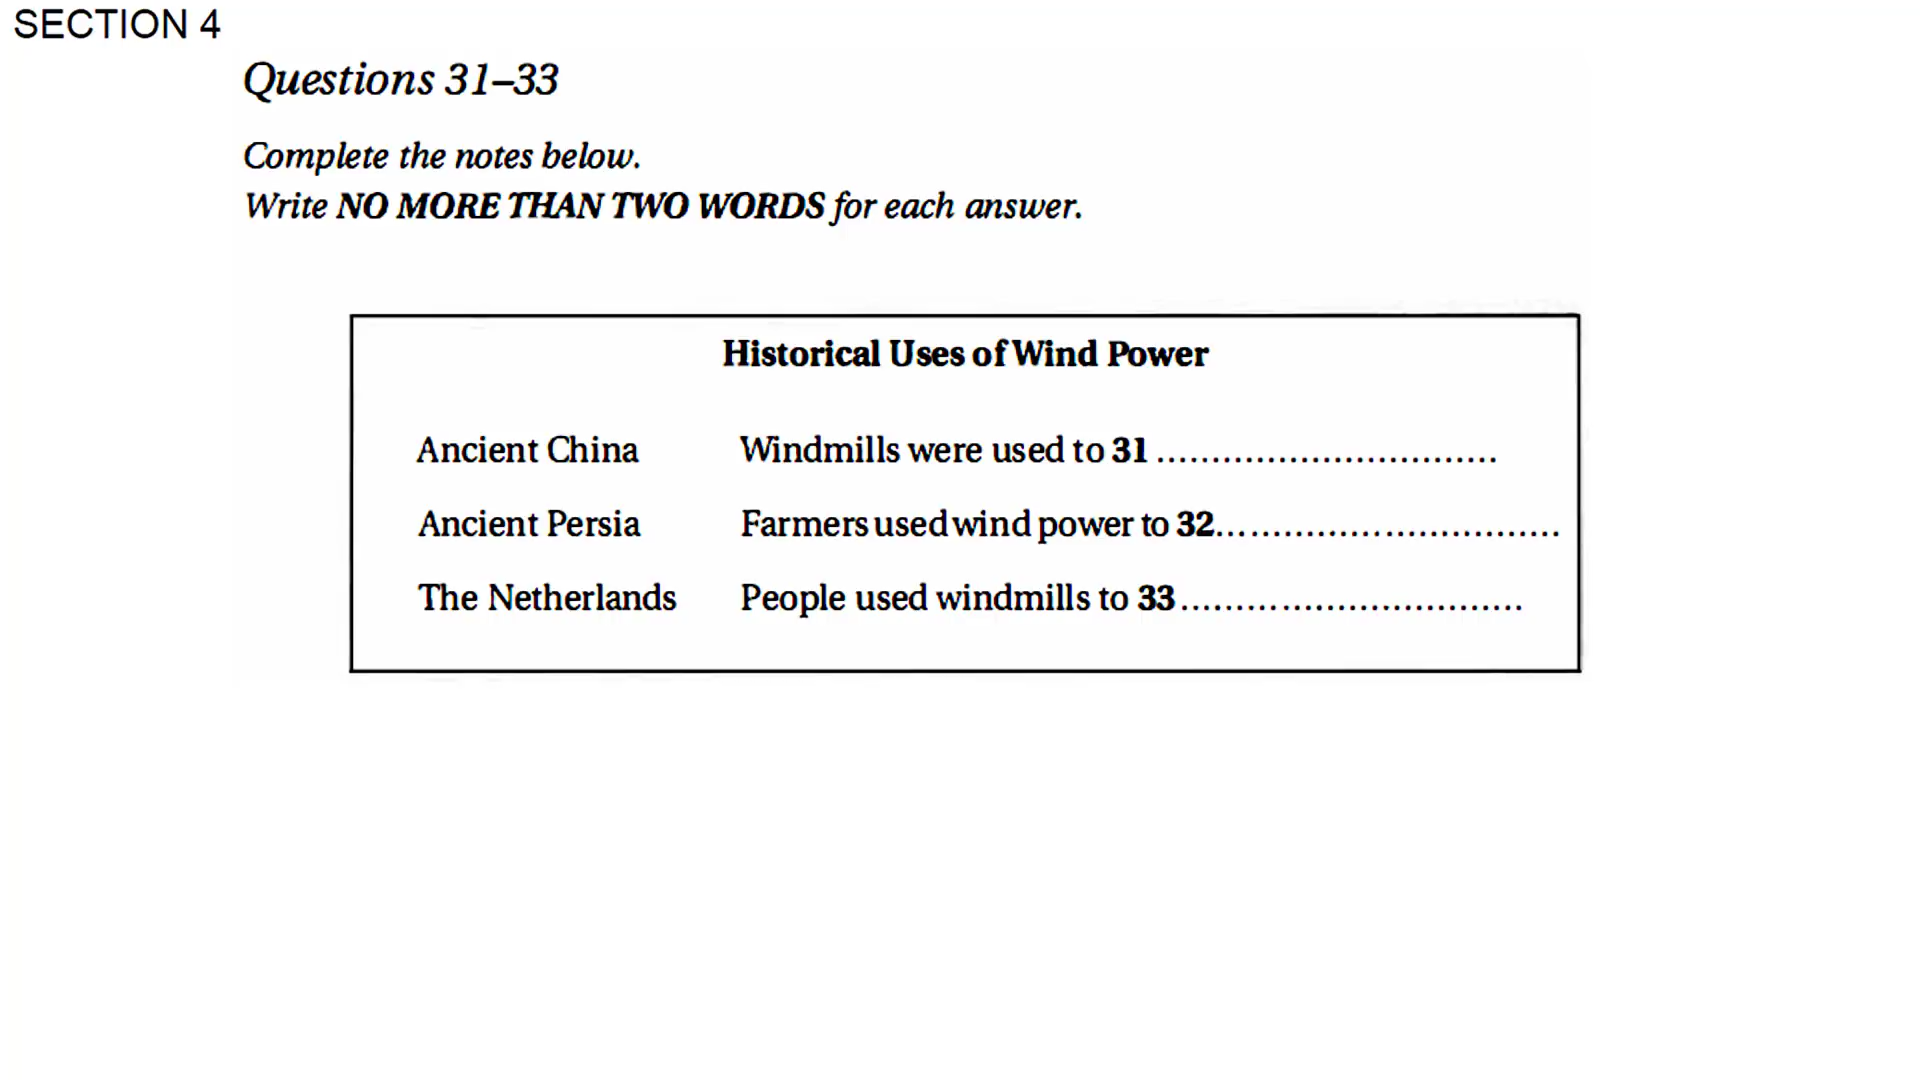 SECTION 4
Questions 31–33
Complete the notes below.
Write NO MORE THAN TWO WORDS for each answer.
Historical Uses of Wind Power
Ancient China Windmills were used to 31 ...............................
Ancient Persia Farmers used wind power to 32................................
The Netherlands People used windmills to 33...............................